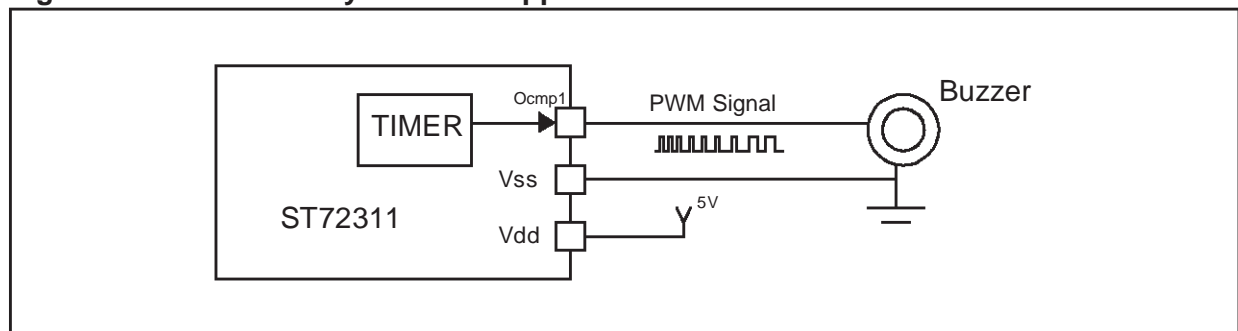 Ocmp1
PWM Signal
Buzzer
TIMER
Vss
ST72311
5V
Vdd